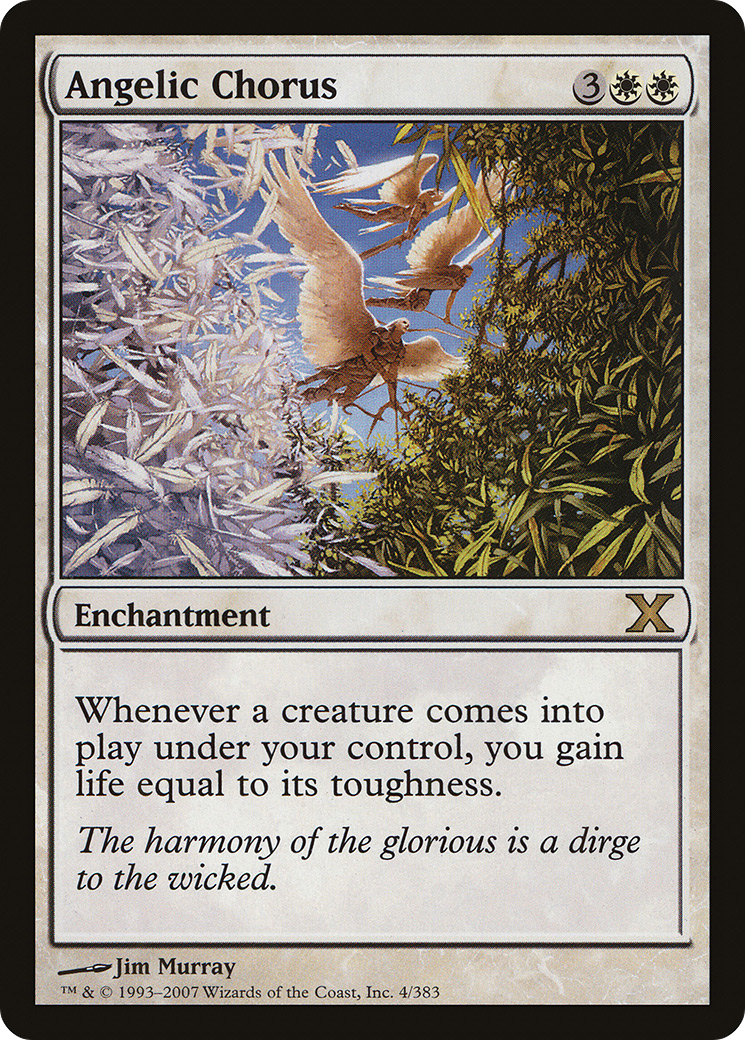 Angelic Chorus 3
Enchantment X
Whenever a creature comes into
play under your control, you gain
life equal to its toughness.
The harmony of the glorious is a dirge
to the wicked.
Jim Murray
™ & © 1993–2007 Wizards of the Coast, Inc. 4/383